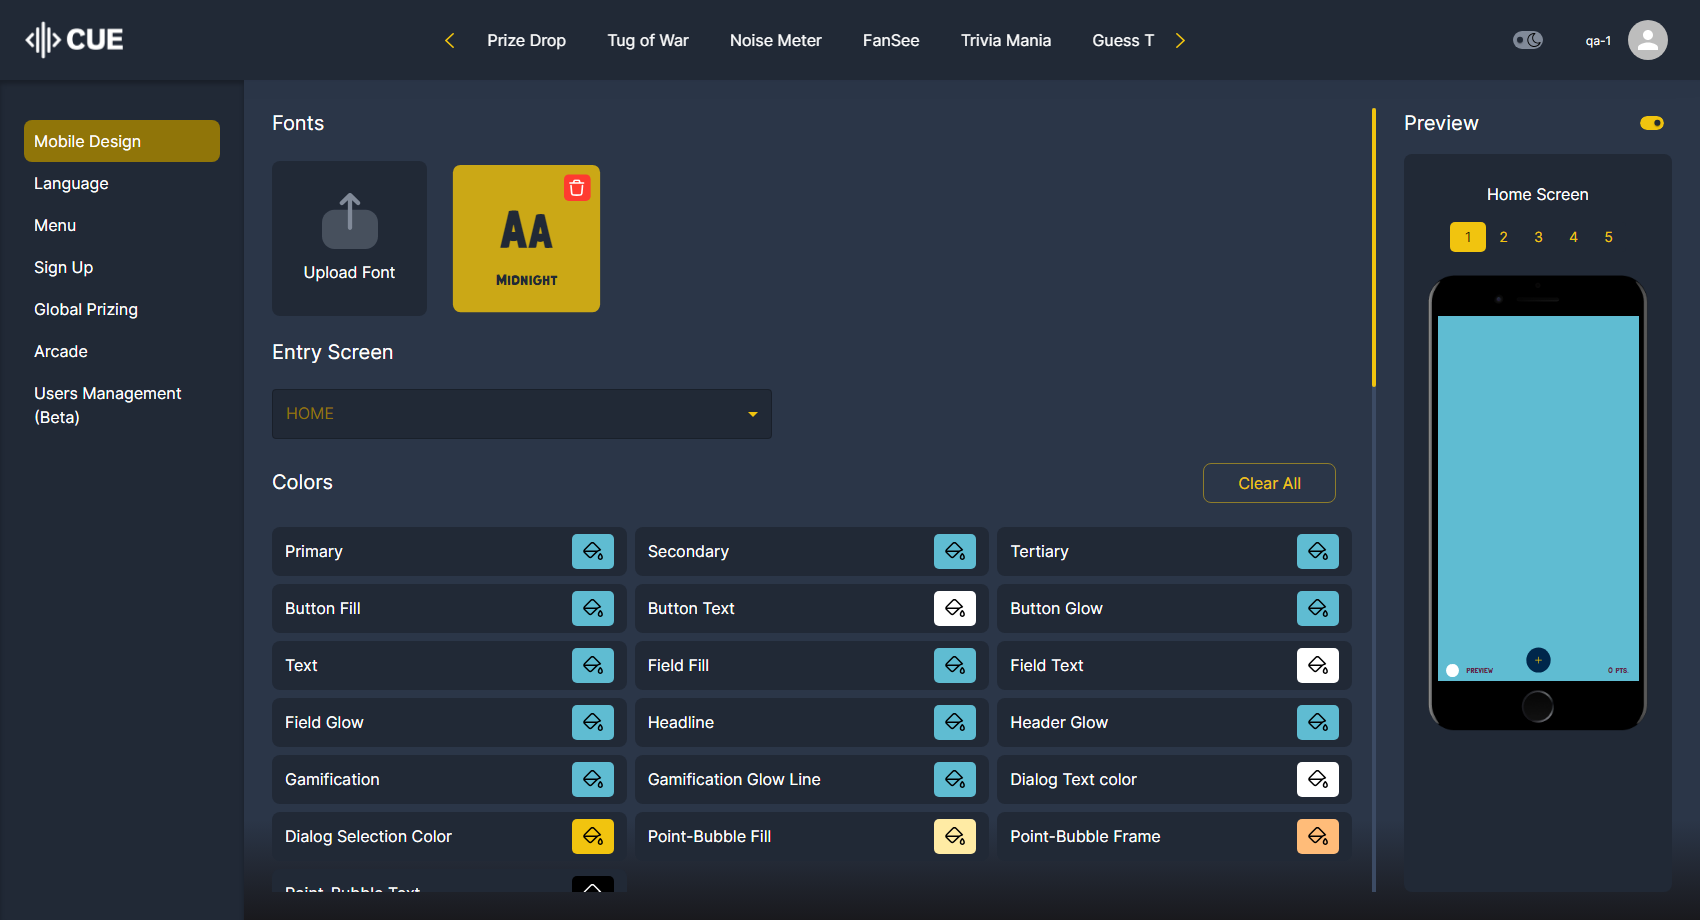 CUE
Prize Drop
Tug of War
Noise Meter
FanSee
Trivia Mania
Guess T
qa-1
Mobile Design
Language
Menu
Sign Up
Global Prizing
Arcade
Users Management
(Beta)
Fonts
Upload Font
AA
MIDNIGHT
Entry Screen
HOME
Colors
Clear All
Primary
Secondary
Tertiary
Button Fill
Button Text
Button Glow
Text
Field Fill
Field Text
Field Glow
Headline
Header Glow
Gamification
Gamification Glow Line
Dialog Text color
Dialog Selection Color
Point-Bubble Fill
Point-Bubble Frame
Point-Bubble Text
Preview
Home Screen
1 2 3 4 5
PREVIEW
0 PTS